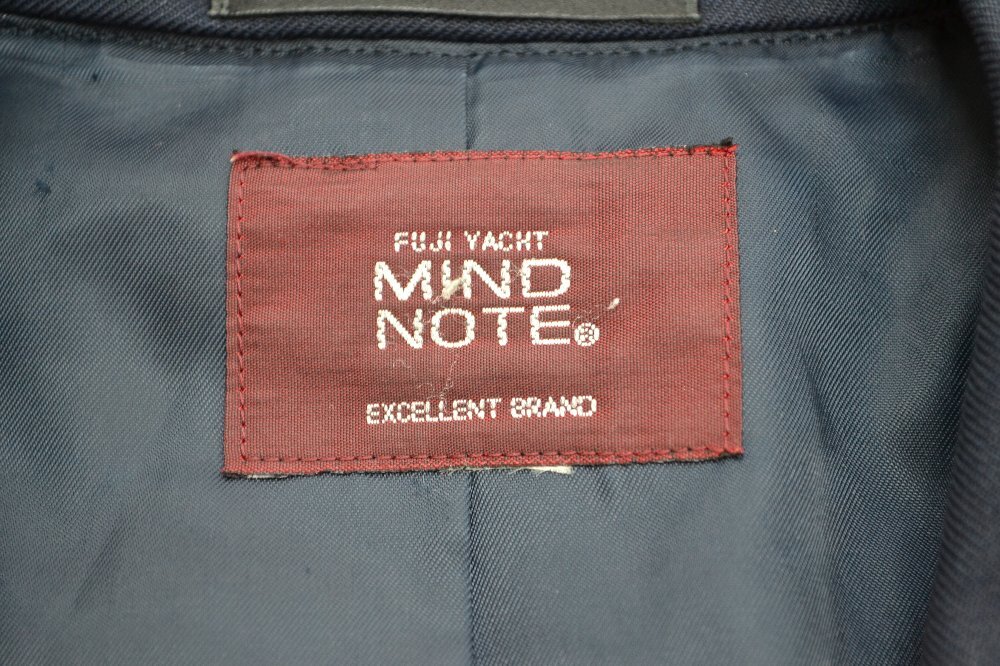 FUJI YACHT
MIND
NOTE®
EXCELLENT BRAND